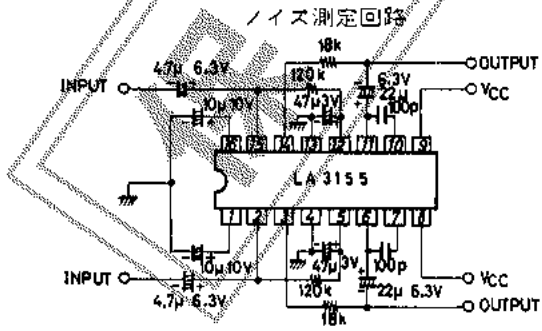 ノイズ測定回路
18k
OUTPUT
4.7μ 6.3V
120k
6.3V
INPUT
47μ 3V
22μ
VCC
10μ 10V
100p
16 15 14 13 12 11 10 9
LA 3155
1 2 3 4 5 6 7 8
10μ 10V
47μ 3V
100p
INPUT
VCC
120k
22μ 6.3V
4.7μ 6.3V
OUTPUT
18k